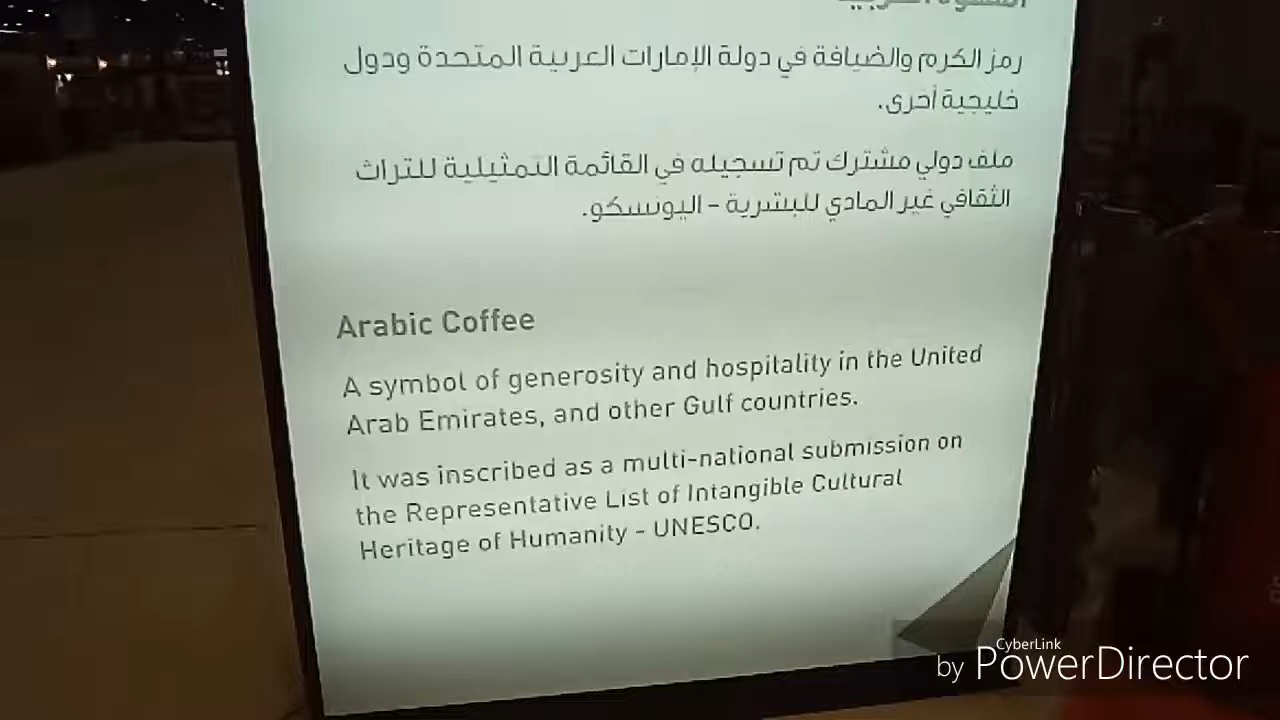 القهوة العربية
رمز الكرم والضيافة في دولة الإمارات العربية المتحدة ودول
خليجية أخرى.
ملف دولي مشترك تم تسجيله في القائمة التمثيلية للتراث
الثقافي غير المادي للبشرية - اليونسكو.
Arabic Coffee
A symbol of generosity and hospitality in the United
Arab Emirates, and other Gulf countries.
It was inscribed as a multi-national submission on
the Representative List of Intangible Cultural
Heritage of Humanity - UNESCO.
CyberLink
by PowerDirector